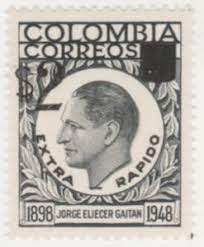 COLOMBIA
CORREOS
$2
EXTRA RAPIDO
1898 JORGE ELIECER GAITAN 1948